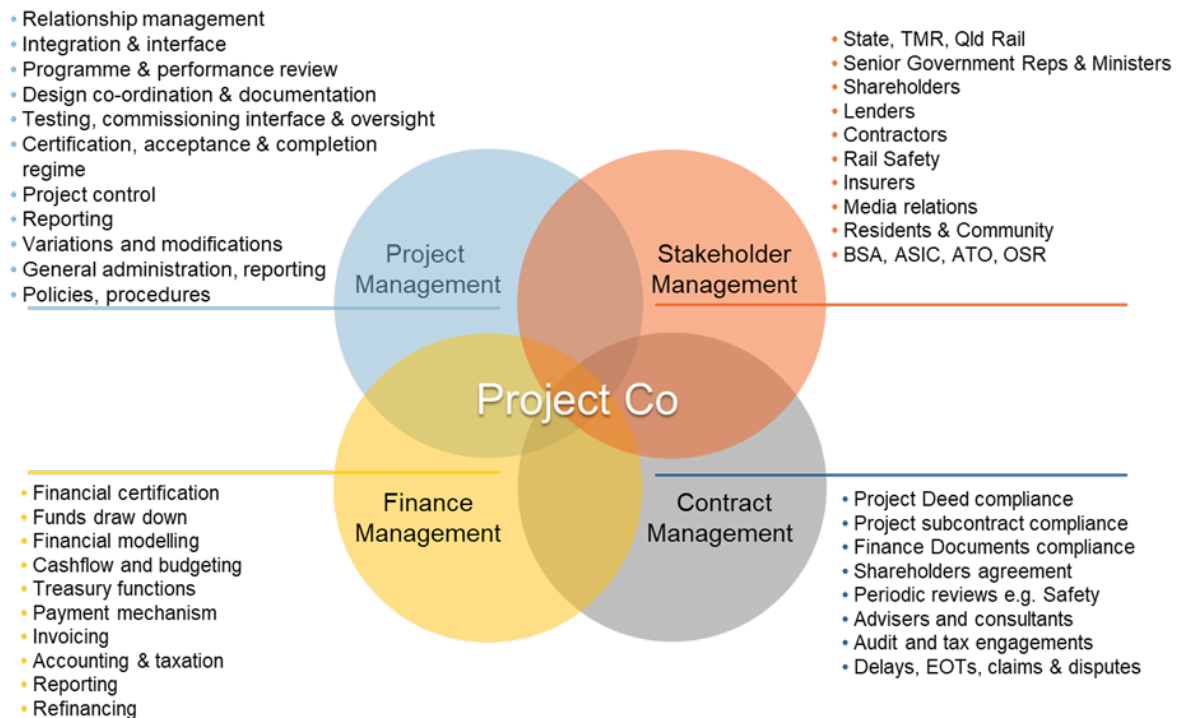 Relationship management
Integration & interface
Programme & performance review
Design co-ordination & documentation
Testing, commissioning interface & oversight
Certification, acceptance & completion
regime
Project control
Reporting
Variations and modifications
General administration, reporting
Policies, procedures
State, TMR, Qld Rail
Senior Government Reps & Ministers
Shareholders
Lenders
Contractors
Rail Safety
Insurers
Media relations
Residents & Community
BSA, ASIC, ATO, OSR
Project
Management
Stakeholder
Management
Project Co
Finance
Management
Contract
Management
Financial certification
Funds draw down
Financial modelling
Cashflow and budgeting
Treasury functions
Payment mechanism
Invoicing
Accounting & taxation
Reporting
Refinancing
Project Deed compliance
Project subcontract compliance
Finance Documents compliance
Shareholders agreement
Periodic reviews e.g. Safety
Advisers and consultants
Audit and tax engagements
Delays, EOTs, claims & disputes